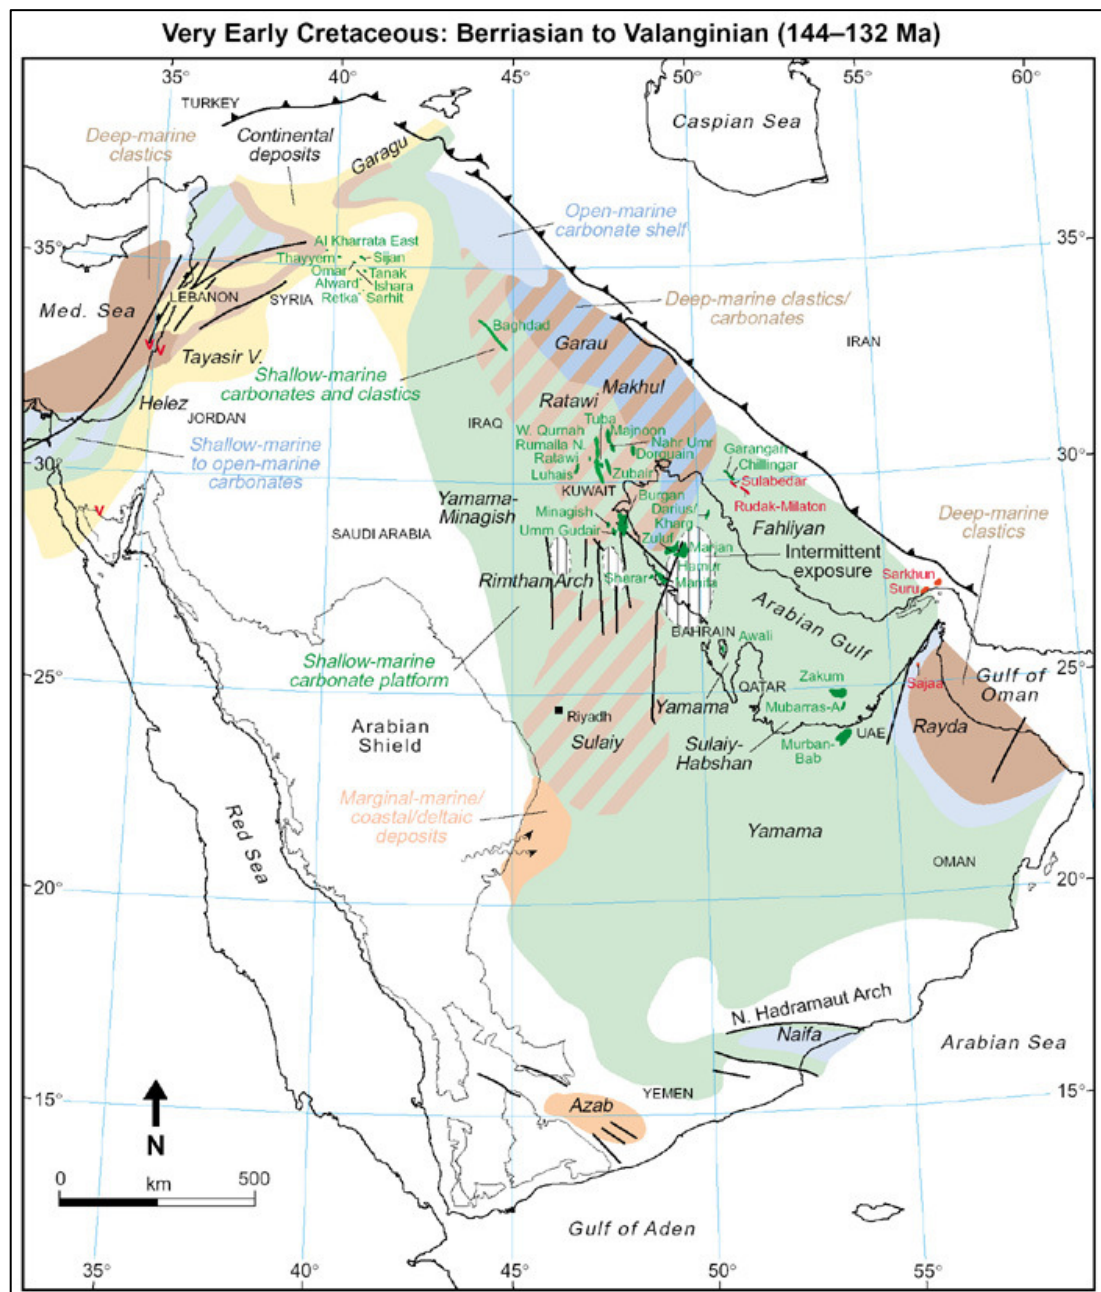 Very Early Cretaceous: Berriasian to Valanginian (144–132 Ma)
35°
40°
45°
50°
55°
60°
TURKEY
Caspian Sea
Deep-marine
clastics
Continental
deposits
Garagu
Open-marine
carbonate shelf
35°
35°
Al Kharrata East
Thayyem
Sijan
Omar
Tanak
Alward
Ishara
Retka
Sarhit
LEBANON
SYRIA
Med. Sea
Deep-marine clastics/
carbonates
Baghdad
Garau
IRAN
Tayasir V.
Shallow-marine
carbonates and clastics
Makhul
Helez
JORDAN
IRAQ
Ratawi
Tuba
W. Qurnah
Majnoon
Rumaila N.
Nahr Umr
Ratawi
Dorquain
Luhais
Zubair
Garangan
Chillingar
Sulabedar
Rudak-Milaton
Shallow-marine
to open-marine
carbonates
30°
30°
KUWAIT
Yamama-
Minagish
Burgan
Minagish
Darius/
Kharg
Umm Gudair
Zuluf
Fahliyan
SAUDI ARABIA
Marjan
Hamur
Manifa
Sherar
Intermittent
exposure
Deep-marine
clastics
Rimthan Arch
Sarkhun
Suru
BAHRAIN
Awali
Arabian Gulf
Shallow-marine
carbonate platform
25°
25°
Gulf of
Oman
QATAR
Zakum
Sajaa
Mubarras-A
Yamama
Riyadh
Arabian
Shield
Sulaiy
Sulaiy-
Habshan
Murban-
Bab
UAE
Rayda
Marginal-marine/
coastal/deltaic
deposits
Yamama
Red Sea
OMAN
20°
20°
N. Hadramaut Arch
Naifa
Arabian Sea
15°
15°
YEMEN
Azab
N
0
km
500
Gulf of Aden
35°
40°
45°
50°
55°